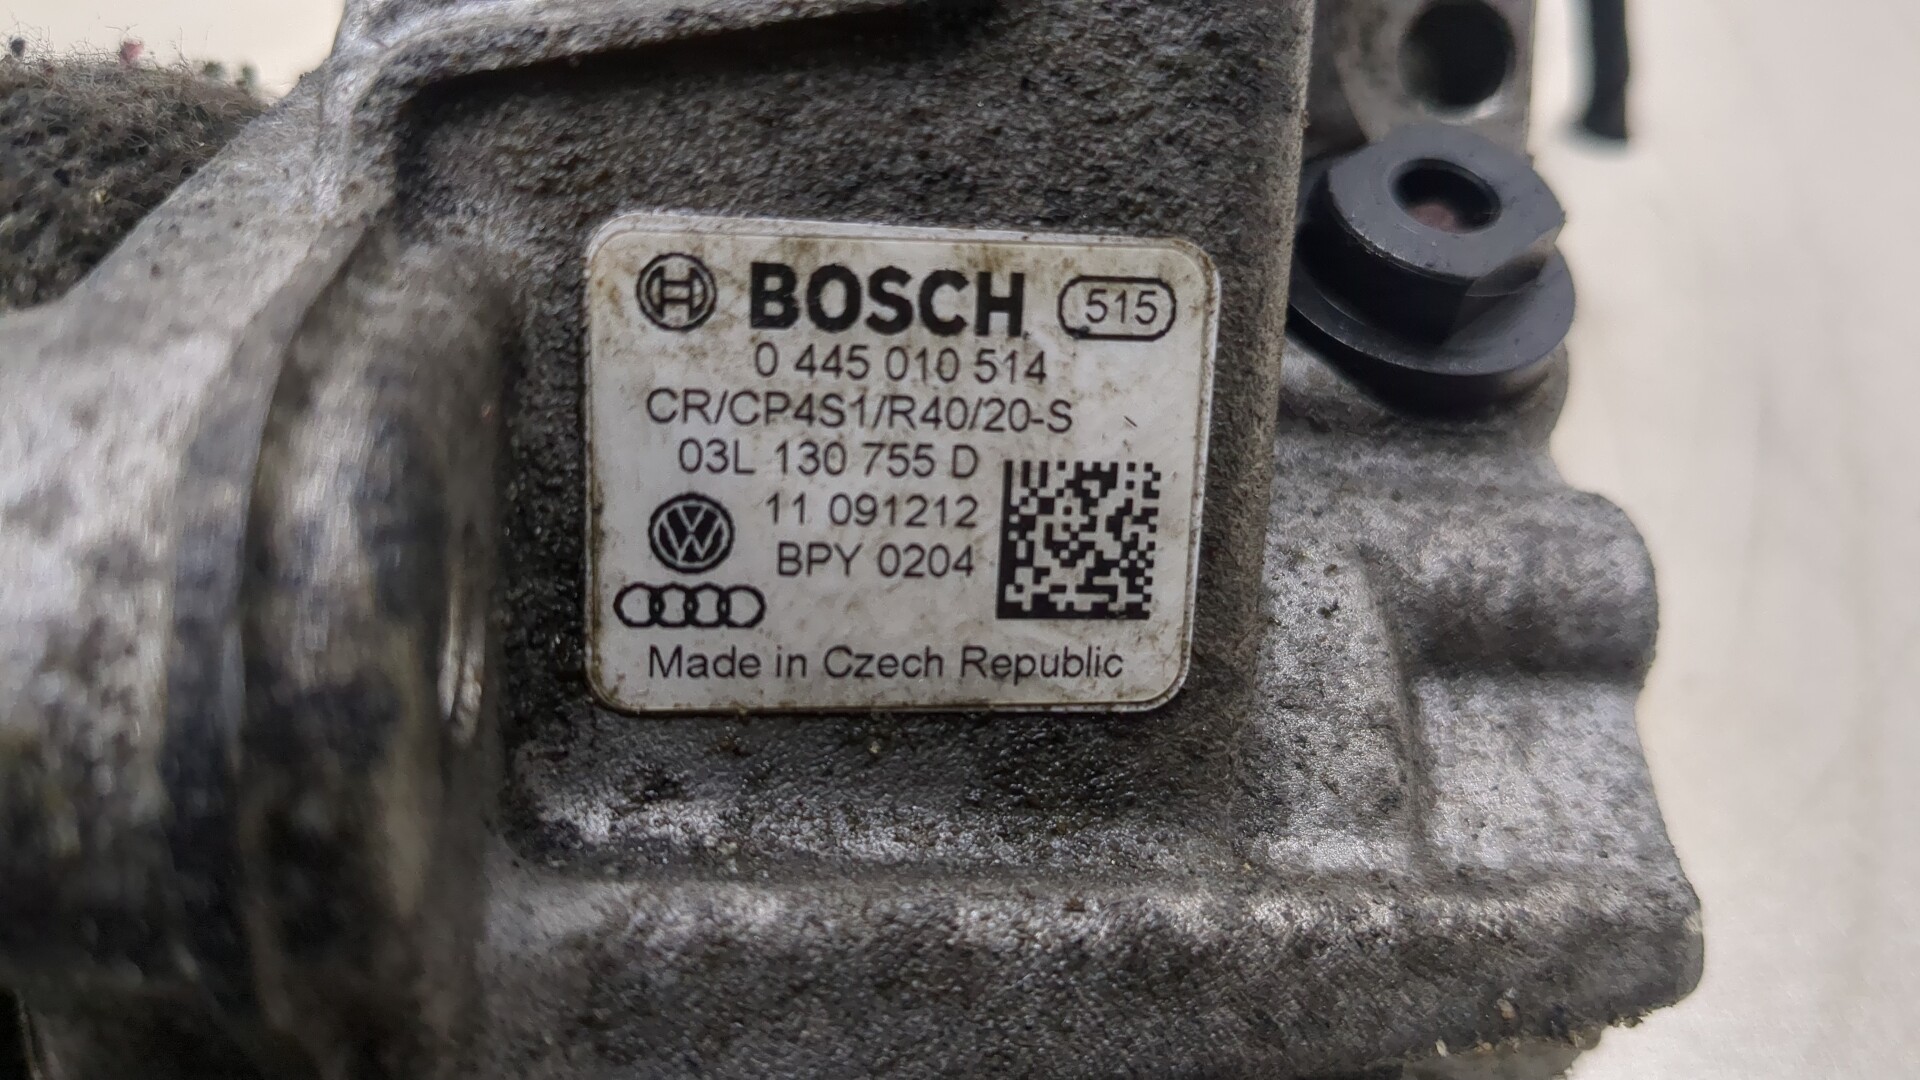 BOSCH 515
0 445 010 514
CR/CP4S1/R40/20-S
03L 130 755 D
11 091212
BPY 0204
Made in Czech Republic